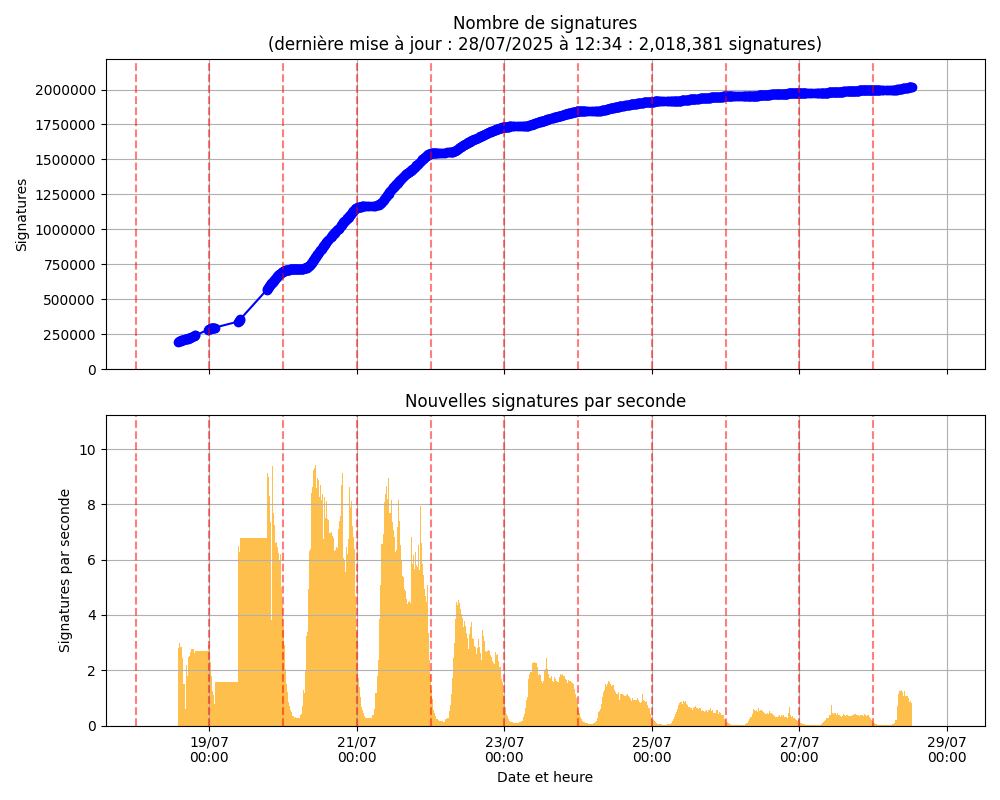 Nombre de signatures
(dernière mise à jour : 28/07/2025 à 12:34 : 2,018,381 signatures)
Signatures
2000000
1750000
1500000
1250000
1000000
750000
500000
250000
0
Nouvelles signatures par seconde
Signatures par seconde
10
8
6
4
2
0
19/07 21/07 23/07 25/07 27/07 29/07
00:00 00:00 00:00 00:00 00:00 00:00
Date et heure